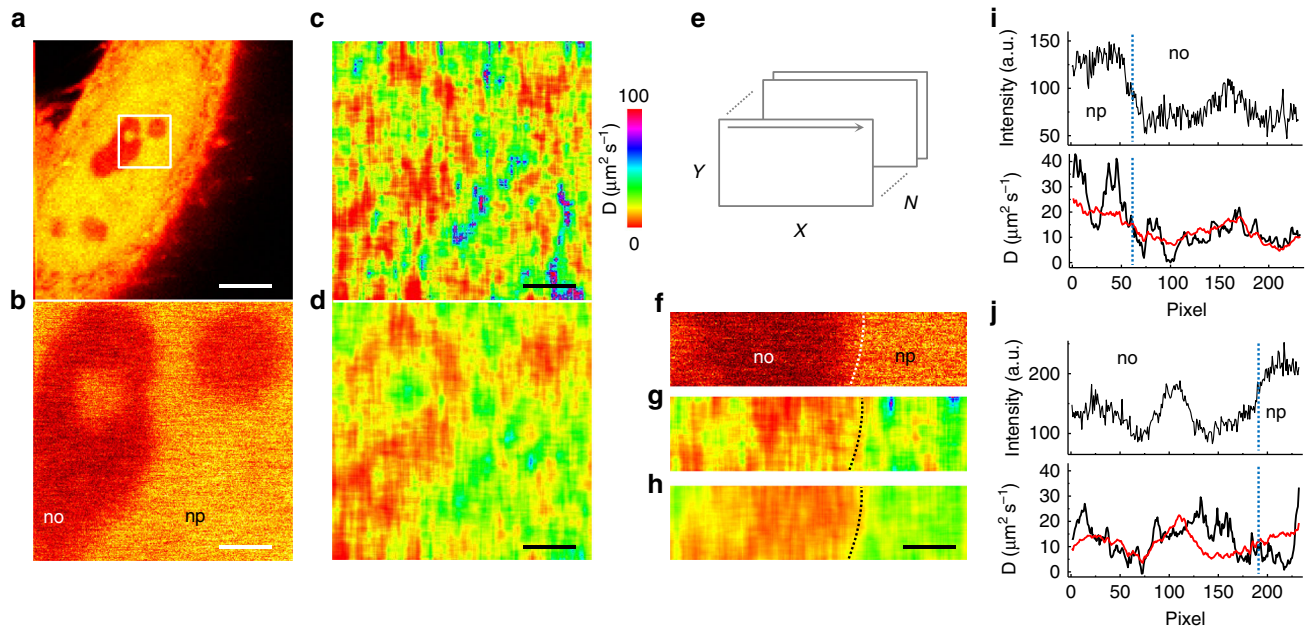 a
b
no
np
c
100
D (μm² s⁻¹)
0
d
e
Y
X
N
f
no
np
g
h
i
Intensity (a.u.)
150
100
50
np
no
D (μm² s⁻¹)
40
30
20
10
0
0 50 100 150 200
Pixel
j
Intensity (a.u.)
200
100
no
np
D (μm² s⁻¹)
40
30
20
10
0
0 50 100 150 200
Pixel